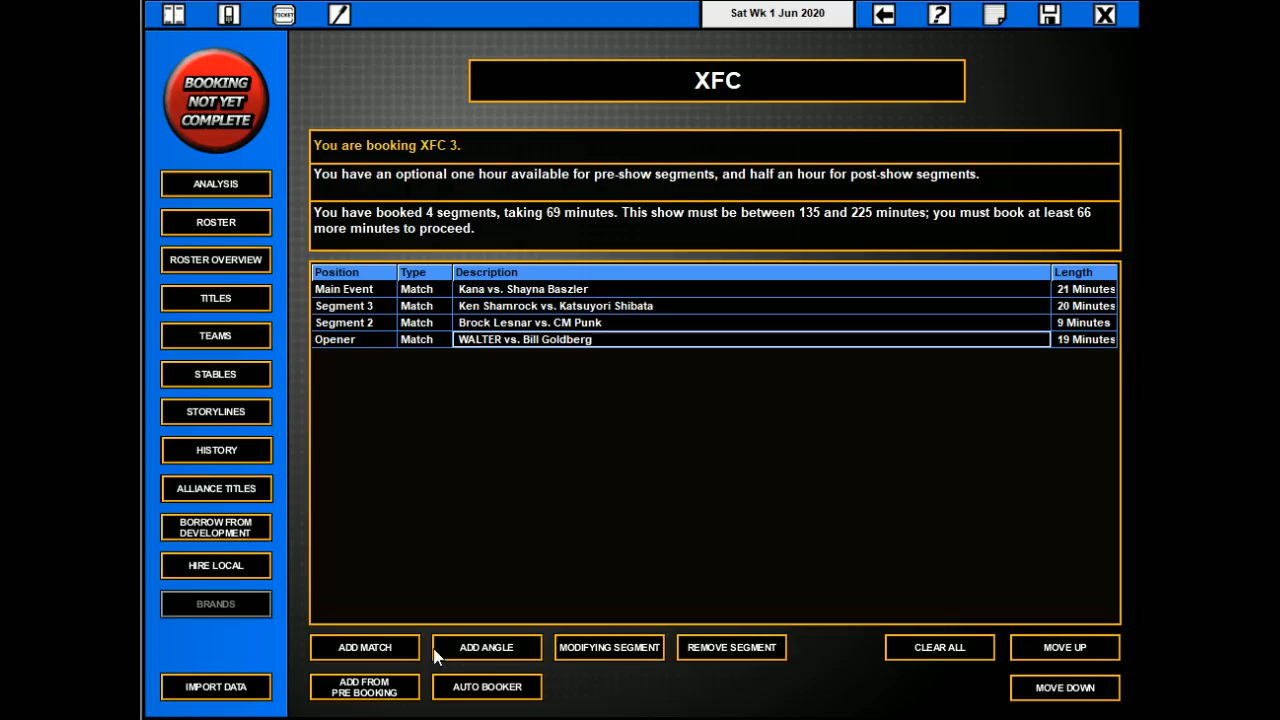 TICKET
Sat Wk 1 Jun 2020
?
X
BOOKING
NOT YET
COMPLETE
ANALYSIS
ROSTER
ROSTER OVERVIEW
TITLES
TEAMS
STABLES
STORYLINES
HISTORY
ALLIANCE TITLES
BORROW FROM
DEVELOPMENT
HIRE LOCAL
BRANDS
IMPORT DATA
XFC
You are booking XFC 3.
You have an optional one hour available for pre-show segments, and half an hour for post-show segments.
You have booked 4 segments, taking 69 minutes. This show must be between 135 and 225 minutes; you must book at least 66
more minutes to proceed.
Position Type Description Length
Main Event Match Kana vs. Shayna Baszler 21 Minutes
Segment 3 Match Ken Shamrock vs. Katsuyori Shibata 20 Minutes
Segment 2 Match Brock Lesnar vs. CM Punk 9 Minutes
Opener Match WALTER vs. Bill Goldberg 19 Minutes
ADD MATCH ADD ANGLE MODIFYING SEGMENT REMOVE SEGMENT CLEAR ALL MOVE UP
ADD FROM
PRE BOOKING
AUTO BOOKER MOVE DOWN